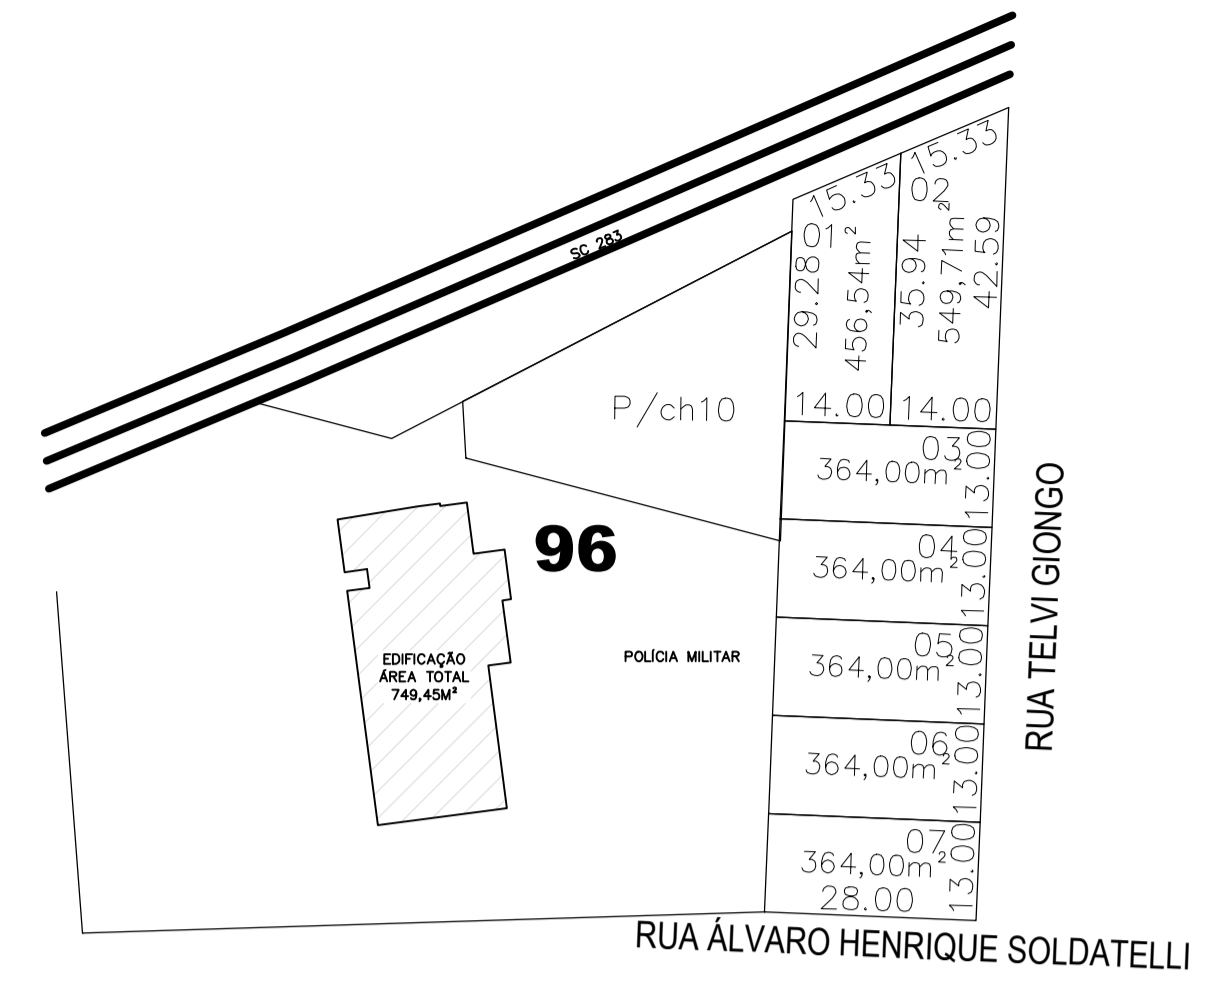 SC 283
15.33
15.33
01
29.28
456,54m²
14.00
02
35.94
549,71m²
42.59
14.00
P/ch10
03
364,00m²
13.00
04
364,00m²
13.00
96
05
364,00m²
13.00
POLÍCIA MILITAR
EDIFICAÇÃO
ÁREA TOTAL
749,45M²
06
364,00m²
13.00
07
364,00m²
13.00
28.00
RUA TELVI GIONGO
RUA ÁLVARO HENRIQUE SOLDATELLI